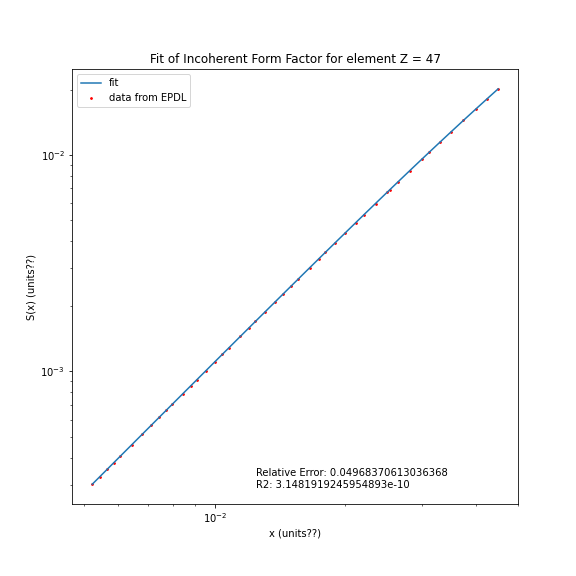 Fit of Incoherent Form Factor for element Z = 47
fit
data from EPDL
10⁻²
S(x) (units??)
10⁻³
Relative Error: 0.04968370613036368
R2: 3.1481919245954893e-10
10⁻²
x (units??)